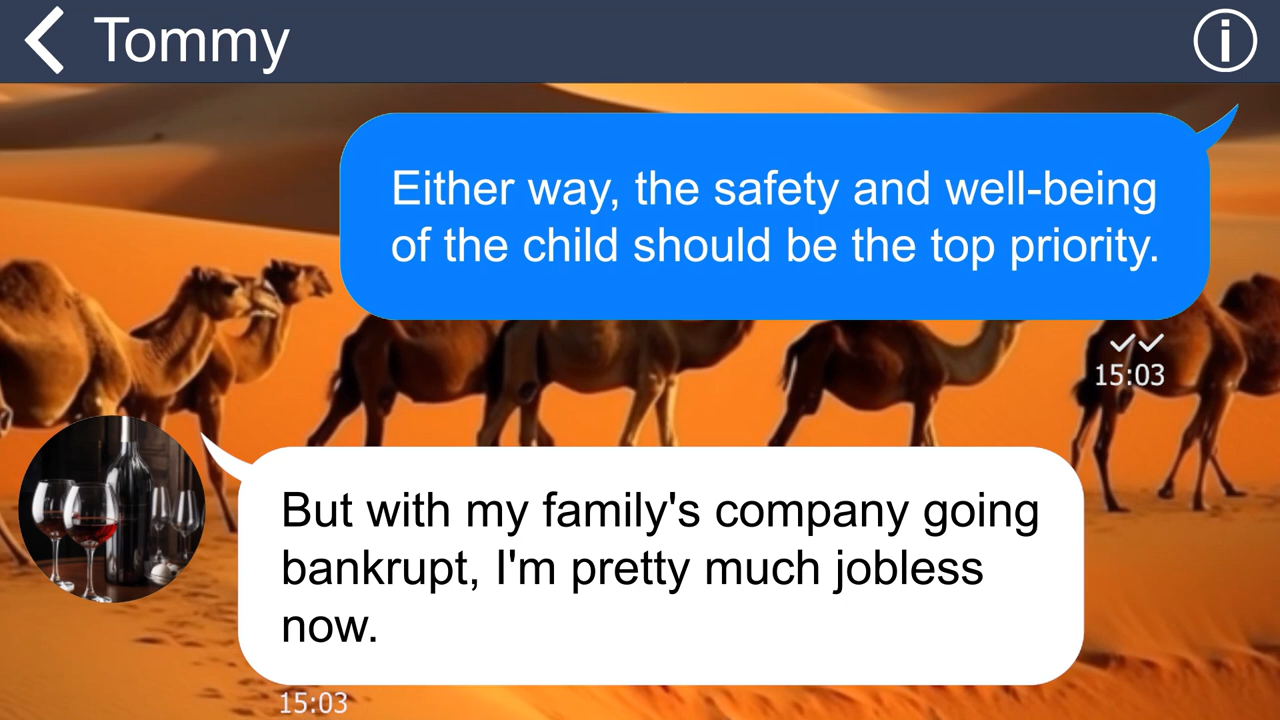 Tommy
Either way, the safety and well-being
of the child should be the top priority.
15:03
But with my family's company going
bankrupt, I'm pretty much jobless
now.
15:03